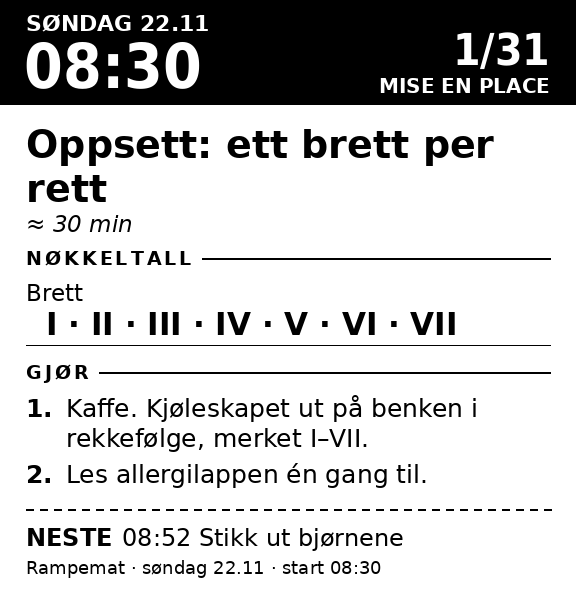 SØNDAG 22.11
08:30
1/31
MISE EN PLACE
Oppsett: ett brett per
rett
≈ 30 min
NØKKELTALL
Brett
I · II · III · IV · V · VI · VII
GJØR
1. Kaffe. Kjøleskapet ut på benken i
rekkefølge, merket I–VII.
2. Les allergilappen én gang til.
NESTE 08:52 Stikk ut bjørnene
Rampemat · søndag 22.11 · start 08:30